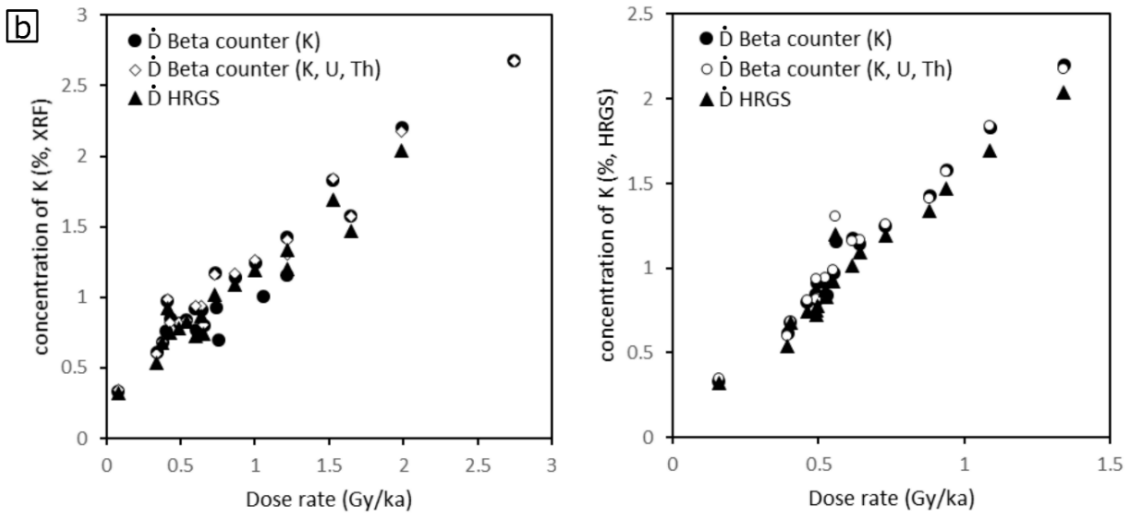 b
3
2.5
2
1.5
1
0.5
0
0
0.5
1
1.5
2
2.5
3
concentration of K (%, XRF)
Dose rate (Gy/ka)
● Ḋ Beta counter (K)
◇ Ḋ Beta counter (K, U, Th)
▲ Ḋ HRGS
2.5
2
1.5
1
0.5
0
0
0.5
1
1.5
concentration of K (%, HRGS)
Dose rate (Gy/ka)
● Ḋ Beta counter (K)
○ Ḋ Beta counter (K, U, Th)
▲ Ḋ HRGS